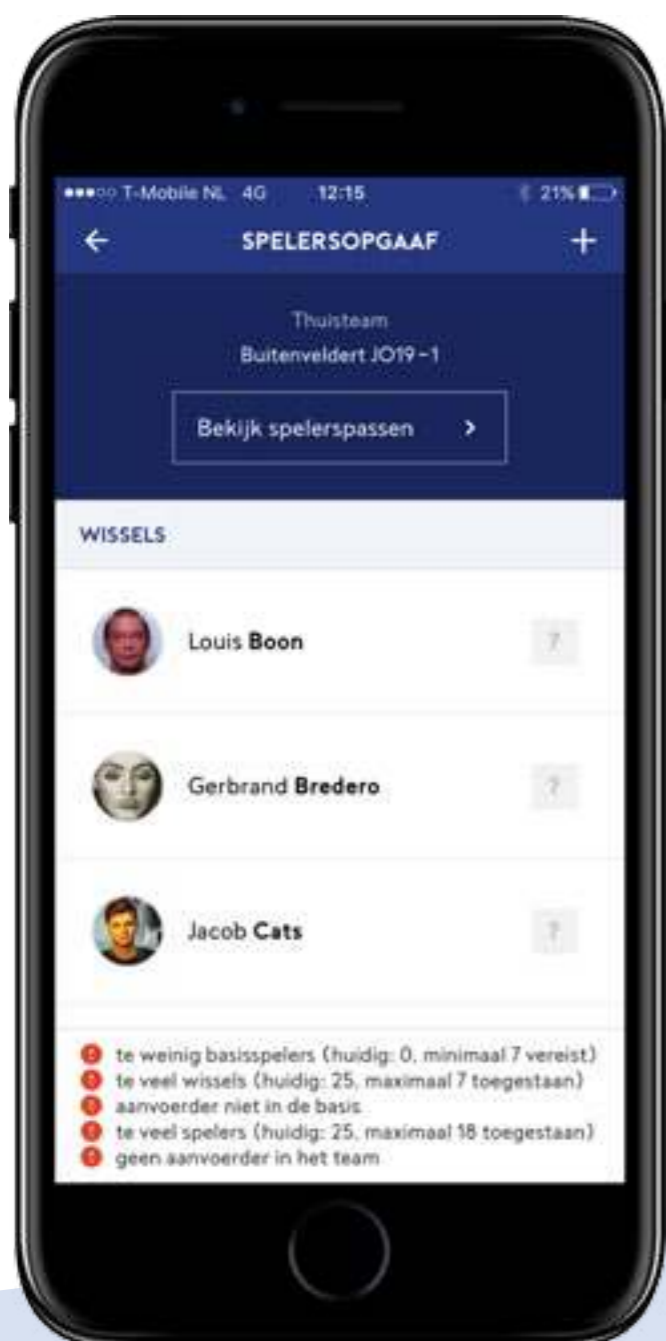 T-Mobile NL 4G 12:15 21%
SPELERSOPGAAF
Thuisteam
Buitenveldert JO19-1
Bekijk spelerspassen
WISSELS
Louis Boon ?
Gerbrand Bredero ?
Jacob Cats ?
te weinig basisspelers (huidig: 0, minimaal 7 vereist)
te veel wissels (huidig: 25, maximaal 7 toegestaan)
aanvoerder niet in de basis
te veel spelers (huidig: 25, maximaal 18 toegestaan)
geen aanvoerder in het team